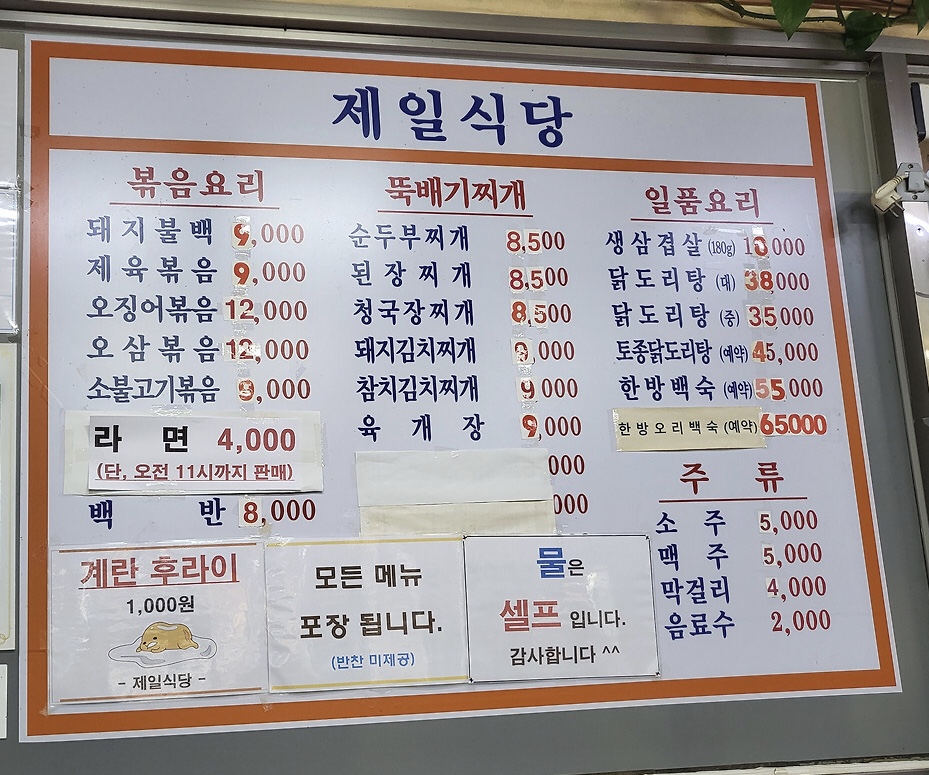 제일식당
볶음요리
돼지불백 9,000
제육볶음 9,000
오징어볶음 12,000
오삼볶음 12,000
소불고기볶음 9,000
라 면 4,000
(단, 오전 11시까지 판매)
백 반 8,000
뚝배기찌개
순두부찌개 8,500
된장찌개 8,500
청국장찌개 8,500
돼지김치찌개 9,000
참치김치찌개 9,000
육개장 9,000
000
000
일품요리
생삼겹살 (180g)
닭도리탕 (대) 38,000
닭도리탕 (중) 35,000
토종닭도리탕 (예약) 45,000
한방백숙 (예약) 55,000
한방오리백숙 (예약) 65000
주 류
소 주 5,000
맥 주 5,000
막걸리 4,000
음료수 2,000
계란 후라이
1,000원
- 제일식당 -
모든 메뉴
포장 됩니다.
(반찬 미제공)
물은
셀프 입니다.
감사합니다 ^^